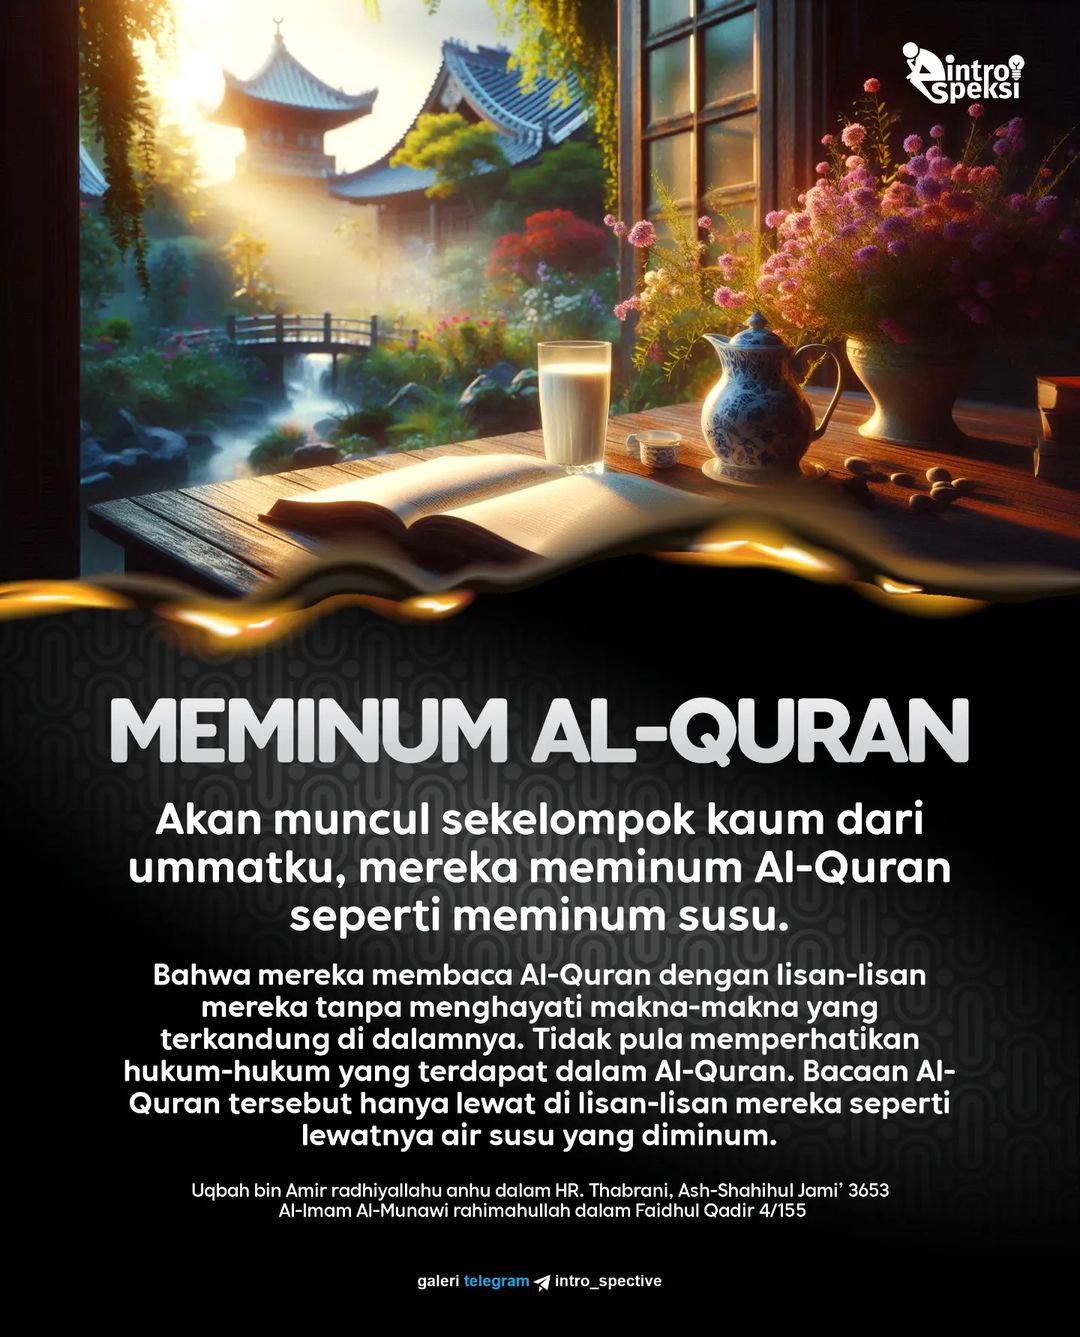 intro
speksi
MEMINUM AL-QURAN
Akan muncul sekelompok kaum dari
ummatku, mereka meminum Al-Quran
seperti meminum susu.
Bahwa mereka membaca Al-Quran dengan lisan-lisan
mereka tanpa menghayati makna-makna yang
terkandung di dalamnya. Tidak pula memperhatikan
hukum-hukum yang terdapat dalam Al-Quran. Bacaan Al-
Quran tersebut hanya lewat di lisan-lisan mereka seperti
lewatnya air susu yang diminum.
Uqbah bin Amir radhiyallahu anhu dalam HR. Thabrani, Ash-Shahihul Jami’ 3653
Al-Imam Al-Munawi rahimahullah dalam Faidhul Qadir 4/155
galeri telegram intro_spective